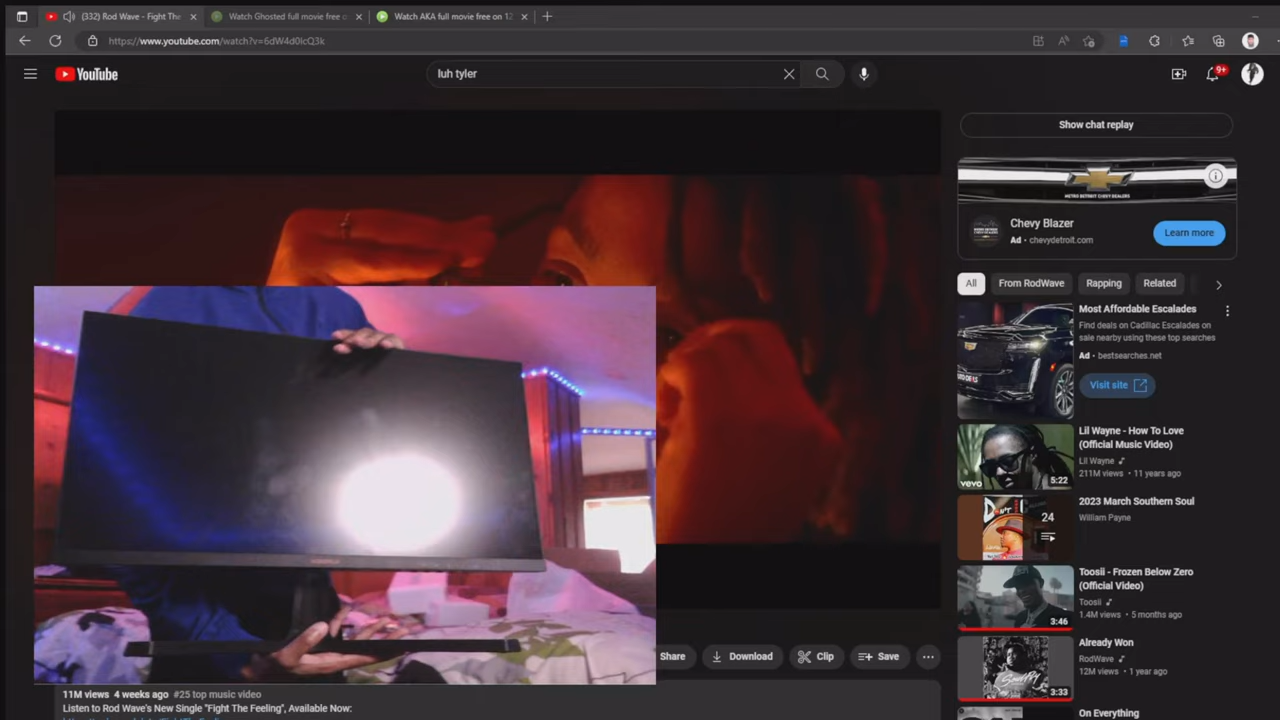 (332) Rod Wave - Fight The
Watch Ghosted full movie free o
Watch AKA full movie free on 12
https://www.youtube.com/watch?v=6dW4d0lcQ3k
YouTube
luh tyler
9+
Show chat replay
METRO DETROIT CHEVY DEALERS
Chevy Blazer
Ad • chevydetroit.com
Learn more
All
From RodWave
Rapping
Related
Most Affordable Escalades
Find deals on Cadillac Escalades on
sale nearby using these top searches
Ad • bestsearches.net
Visit site
Lil Wayne - How To Love
(Official Music Video)
Lil Wayne
211M views • 11 years ago
vevo
5:22
2023 March Southern Soul
William Payne
24
Toosii - Frozen Below Zero
(Official Video)
Toosii
1.4M views • 5 months ago
3:46
Already Won
RodWave
12M views • 1 year ago
3:33
On Everything
Share
Download
Clip
Save
11M views 4 weeks ago #25 top music video
Listen to Rod Wave's New Single "Fight The Feeling", Available Now: